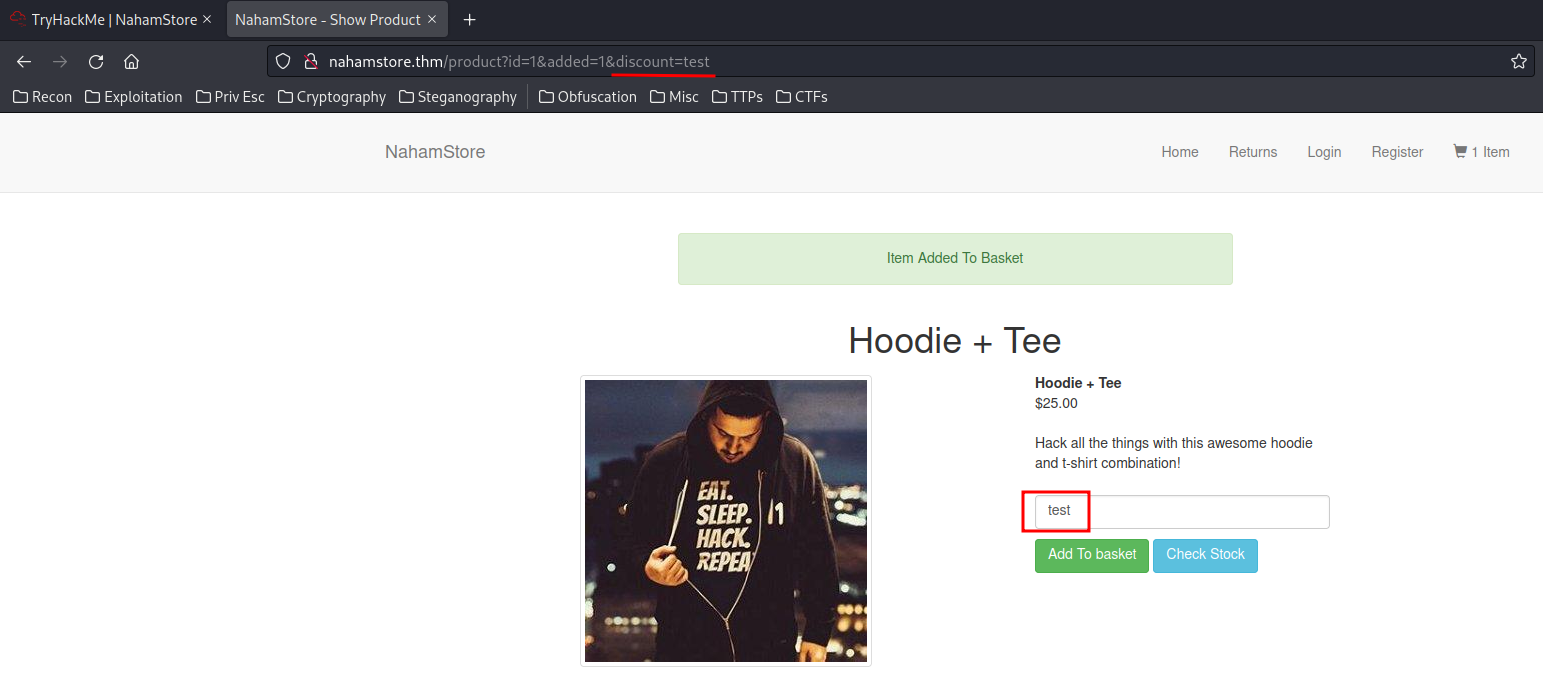 TryHackMe | NahamStore
NahamStore - Show Product
nahamstore.thm/product?id=1&added=1&discount=test
Recon Exploitation Priv Esc Cryptography Steganography Obfuscation Misc TTPs CTFs
NahamStore Home Returns Login Register 1 Item
Item Added To Basket
Hoodie + Tee
EAT.
SLEEP.
HACK.
REPEA
Hoodie + Tee
$25.00
Hack all the things with this awesome hoodie
and t-shirt combination!
test
Add To basket Check Stock